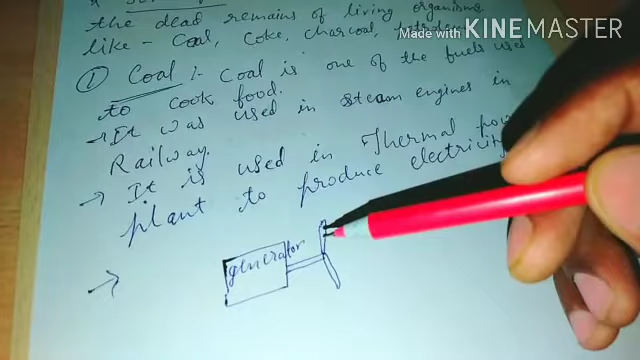 the dead remains of living organisms
like - Coal, Coke, Charcoal, petroleum
Made with KINEMASTER
① Coal :- Coal is one of the fuels used
to cook food.
→ It was used in steam engines in
Railway.
→ It is used in Thermal pow
plant to produce electricity
→
generator